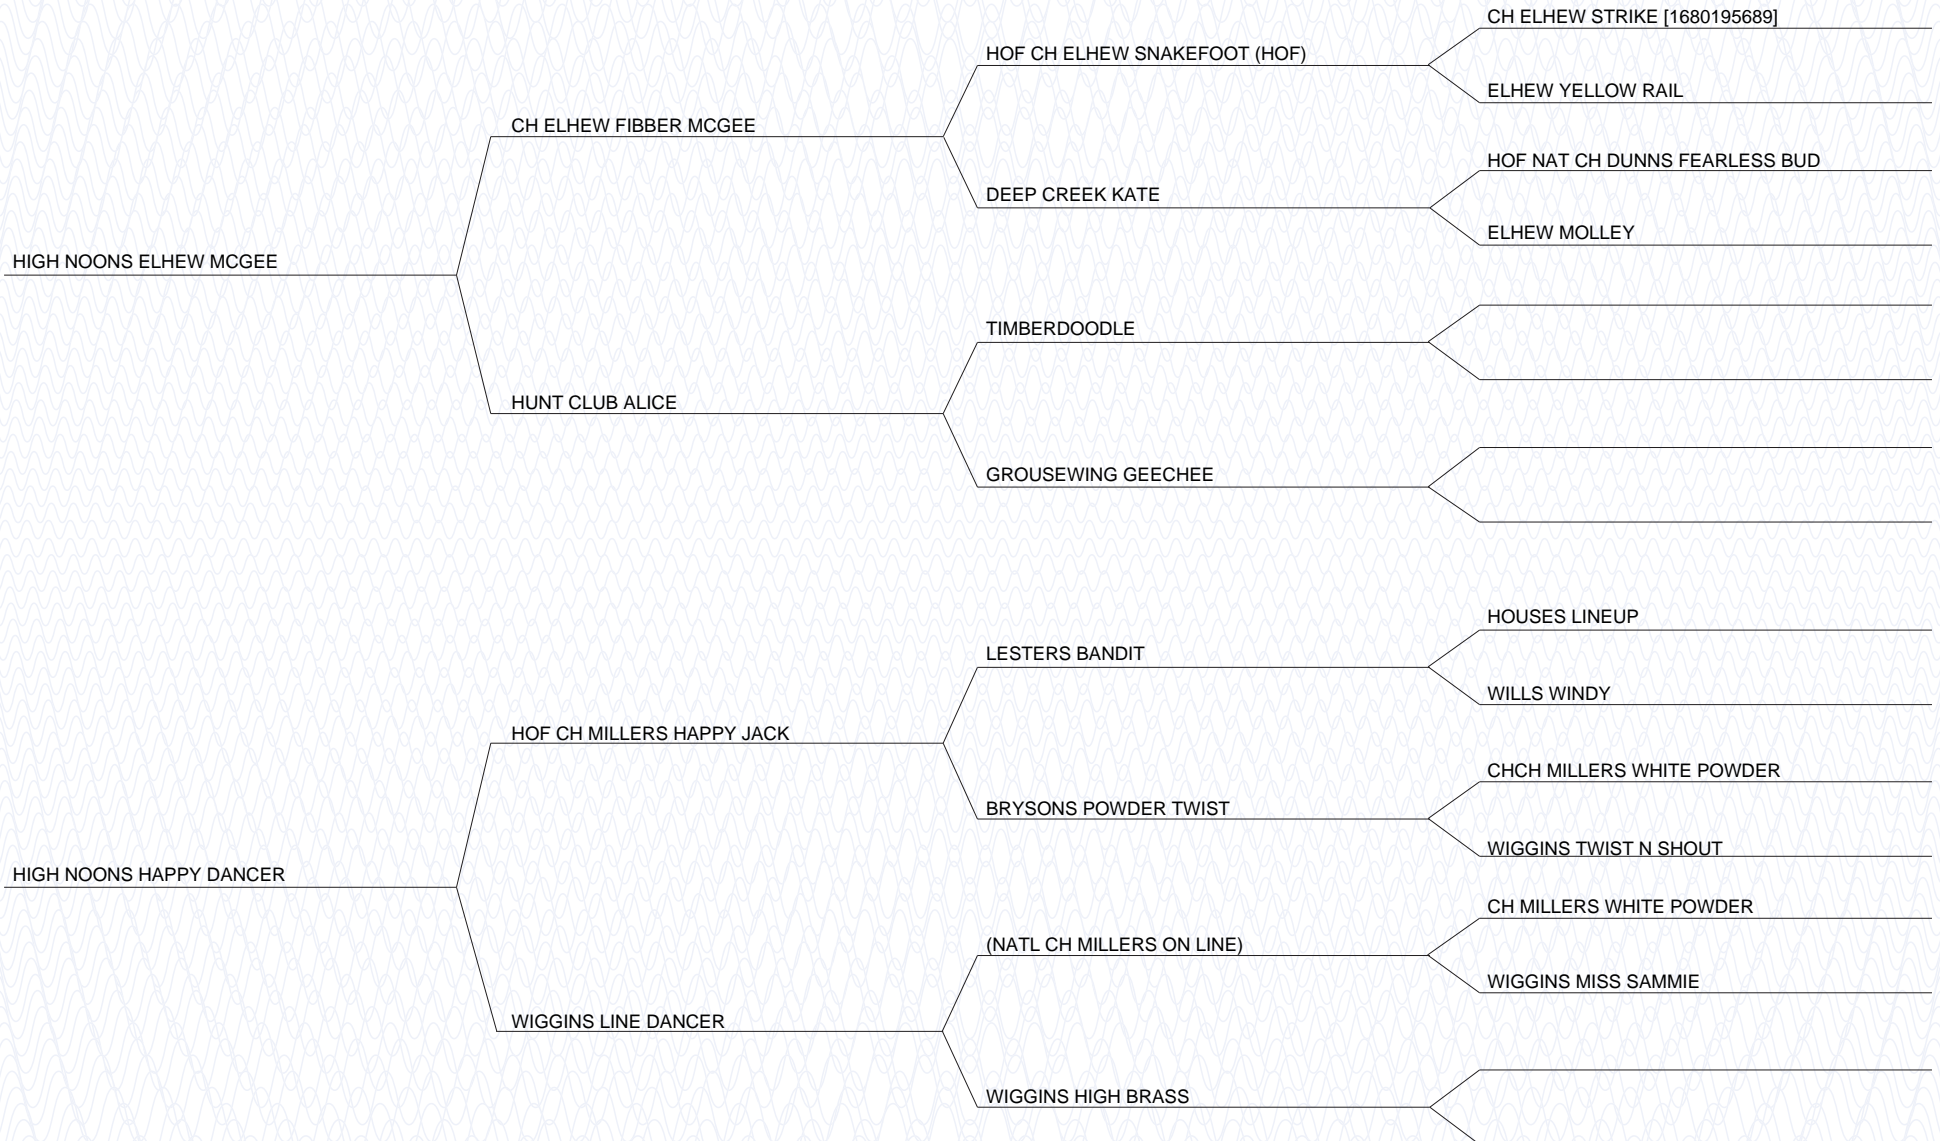 CH ELHEW STRIKE [1680195689]
HOF CH ELHEW SNAKEFOOT (HOF)
ELHEW YELLOW RAIL
CH ELHEW FIBBER MCGEE
HOF NAT CH DUNNS FEARLESS BUD
DEEP CREEK KATE
ELHEW MOLLEY
HIGH NOONS ELHEW MCGEE
TIMBERDOODLE
HUNT CLUB ALICE
GROUSEWING GEECHEE
HOUSES LINEUP
LESTERS BANDIT
WILLS WINDY
HOF CH MILLERS HAPPY JACK
CHCH MILLERS WHITE POWDER
BRYSONS POWDER TWIST
WIGGINS TWIST N SHOUT
HIGH NOONS HAPPY DANCER
CH MILLERS WHITE POWDER
(NATL CH MILLERS ON LINE)
WIGGINS MISS SAMMIE
WIGGINS LINE DANCER
WIGGINS HIGH BRASS